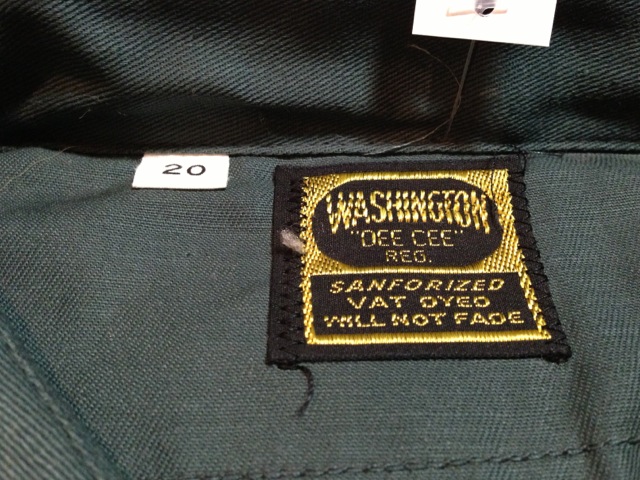 20
WASHINGTON
"DEE CEE"
REG.
SANFORIZED
VAT DYED
WILL NOT FADE